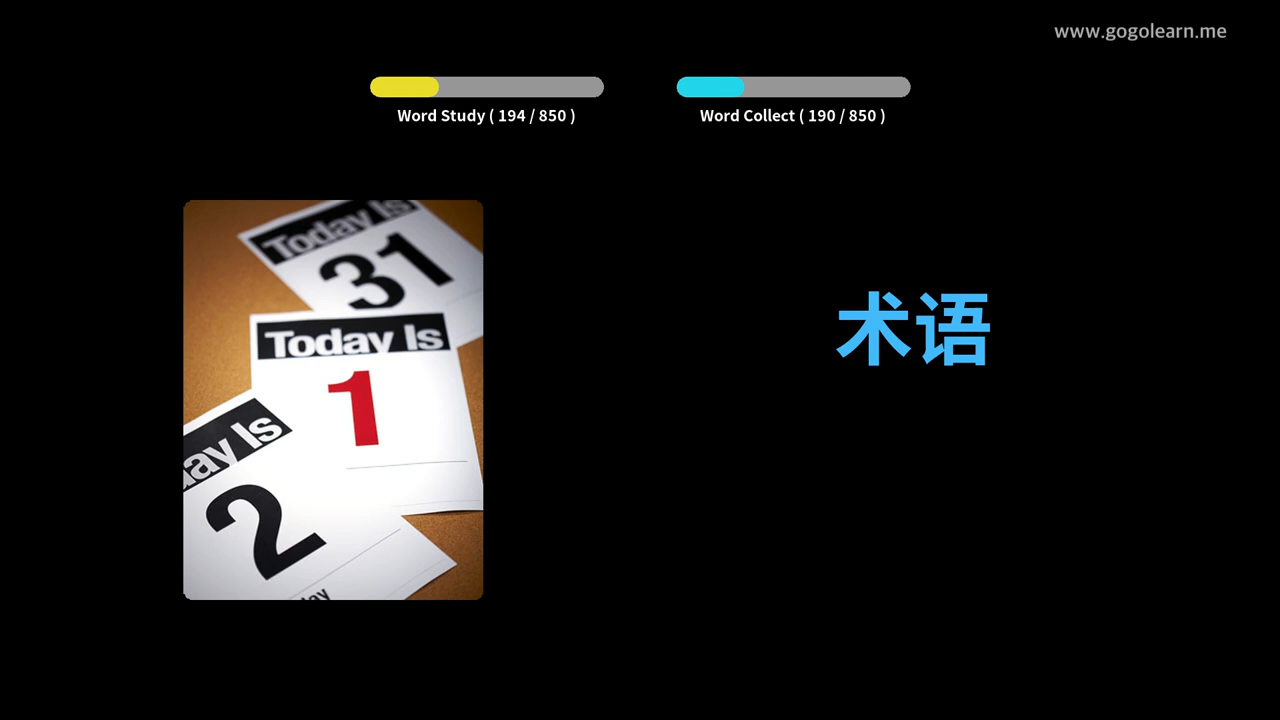 www.gogolearn.me
Word Study ( 194 / 850 )
Word Collect ( 190 / 850 )
Today Is
31
Today Is
1
术语
ay Is
2
ay